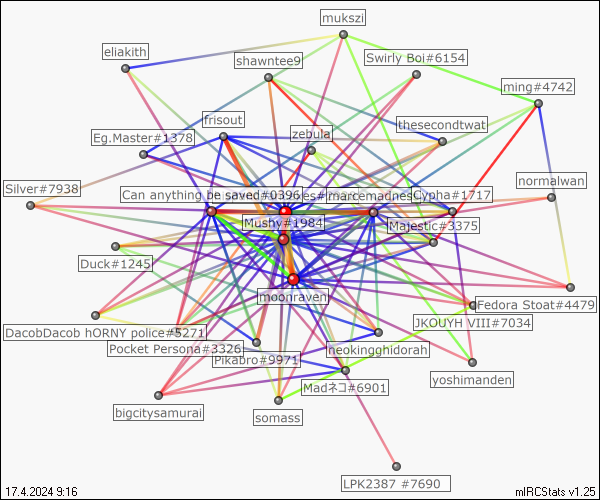 mukszi
eliakith
shawntee9
Swirly Boi#6154
ming#4742
frisout
thesecondtwat
zebula
Eg.Master#1378
Silver#7938
normalwan
Can anything be saved#0396
marcemadness
Cypha#1717
Mushy#1984
Majestic#3375
Duck#1245
moonraven
Fedora Stoat#4479
JKOUYH VIII#7034
DacobDacob hORNY police#5271
Pocket Persona#3326
Pikabro#9971
neokingghidorah
yoshimanden
Madネコ#6901
bigcitysamurai
somass
LPK2387 #7690
17.4.2024 9:16
mIRCStats v1.25